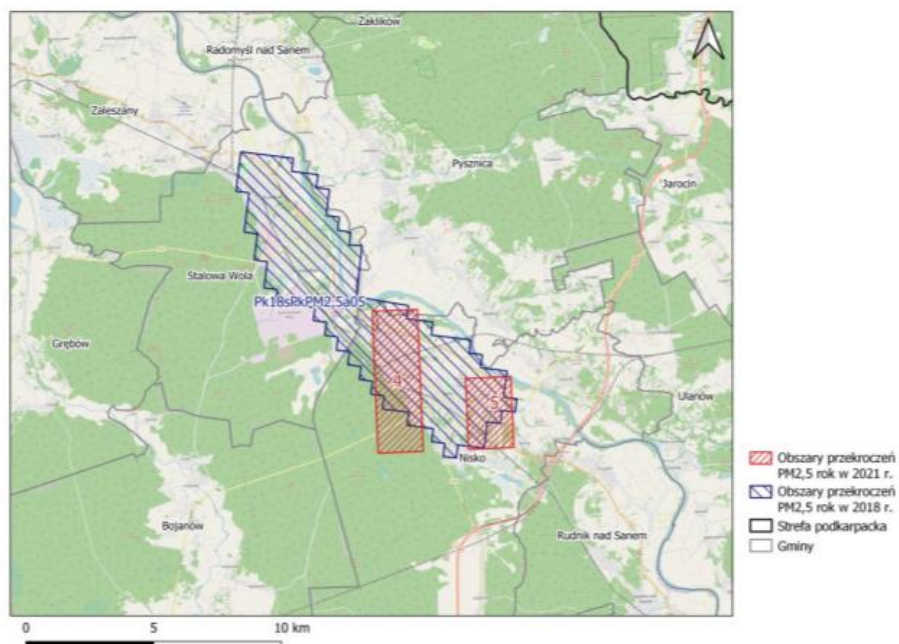 Zaklików
Radomyśl nad Sanem
Zaleszany
Pysznica
Jarocin
Stalowa Wola
Pk18sRkPM2,5a05
Grębów
4
5
Ulanów
Nisko
Bojanów
Rudnik nad Sanem
Obszary przekroczeń
PM2,5 rok w 2021 r.
Obszary przekroczeń
PM2,5 rok w 2018 r.
Strefa podkarpacka
Gminy
0 5 10 km